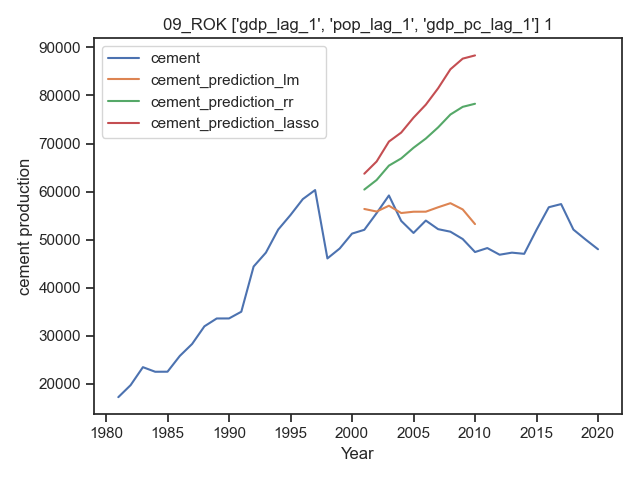 09_ROK ['gdp_lag_1', 'pop_lag_1', 'gdp_pc_lag_1'] 1
90000
80000
70000
60000
50000
40000
30000
20000
cement production
cement
cement_prediction_lm
cement_prediction_rr
cement_prediction_lasso
1980
1985
1990
1995
2000
2005
2010
2015
2020
Year